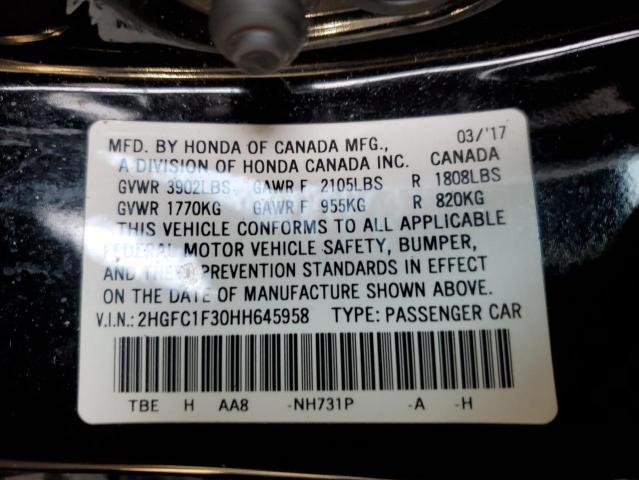 MFD. BY HONDA OF CANADA MFG., 03/'17
A DIVISION OF HONDA CANADA INC. CANADA
GVWR 3902LBS GAWR F 2105LBS R 1808LBS
GVWR 1770KG GAWR F 955KG R 820KG
THIS VEHICLE CONFORMS TO ALL APPLICABLE
FEDERAL MOTOR VEHICLE SAFETY, BUMPER,
AND THEFT PREVENTION STANDARDS IN EFFECT
ON THE DATE OF MANUFACTURE SHOWN ABOVE.
V.I.N.: 2HGFC1F30HH645958 TYPE: PASSENGER CAR
TBE H AA8 -NH731P -A -H